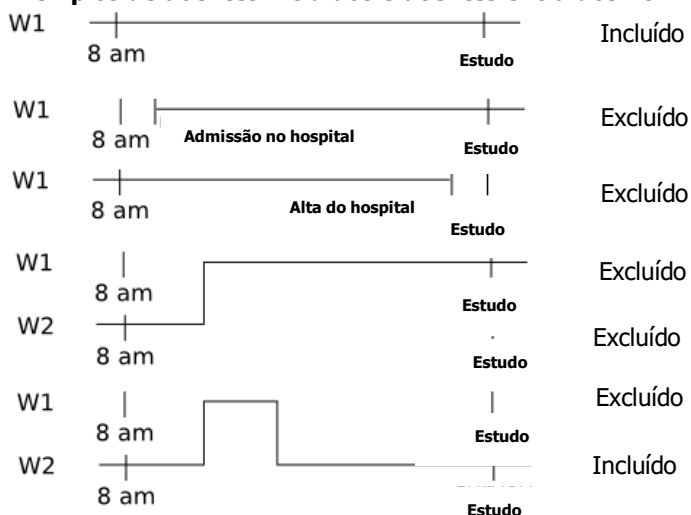 W1 Incluído
8 am Estudo
W1 Excluído
8 am Admissão no hospital Estudo
W1 Excluído
8 am Alta do hospital Estudo
W1 Excluído
8 am Estudo
W2 Excluído
8 am Estudo
W1 Excluído
8 am Estudo
W2 Incluído
8 am Estudo